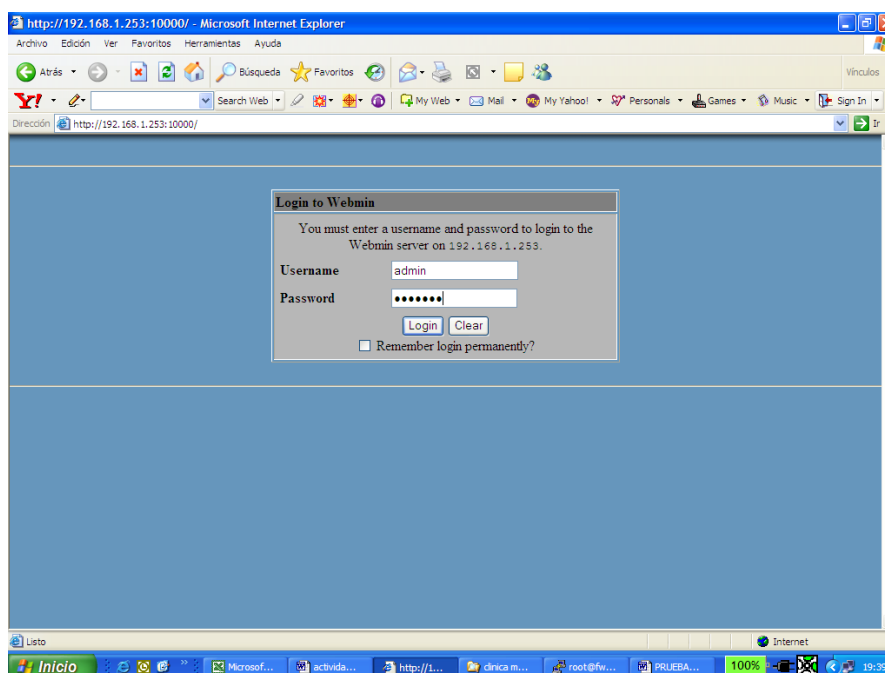 http://192.168.1.253:10000/ - Microsoft Internet Explorer
Archivo Edición Ver Favoritos Herramientas Ayuda
Atrás Búsqueda Favoritos Vínculos
Y! Search Web My Web Mail My Yahoo! Personals Games Music Sign In
Dirección http://192.168.1.253:10000/ Ir
Login to Webmin
You must enter a username and password to login to the
Webmin server on 192.168.1.253.
Username admin
Password •••••••
Login Clear
Remember login permanently?
Listo Internet
Inicio » Microsof... activida... http://1... clinica m... root@fw... PRUEBA... 100% 19:39